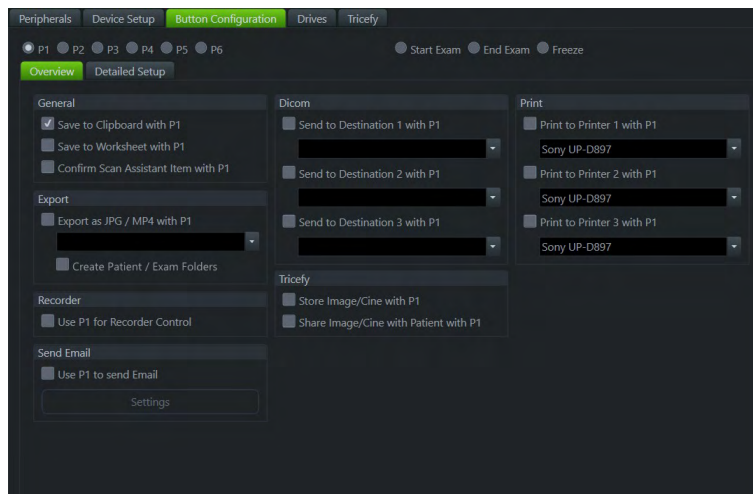 Peripherals Device Setup Button Configuration Drives Tricefy
P1 P2 P3 P4 P5 P6 Start Exam End Exam Freeze
Overview Detailed Setup
General
Save to Clipboard with P1
Save to Worksheet with P1
Confirm Scan Assistant Item with P1
Export
Export as JPG / MP4 with P1
Create Patient / Exam Folders
Recorder
Use P1 for Recorder Control
Send Email
Use P1 to send Email
Settings
Dicom
Send to Destination 1 with P1
Send to Destination 2 with P1
Send to Destination 3 with P1
Tricefy
Store Image/Cine with P1
Share Image/Cine with Patient with P1
Print
Print to Printer 1 with P1
Sony UP-D897
Print to Printer 2 with P1
Sony UP-D897
Print to Printer 3 with P1
Sony UP-D897